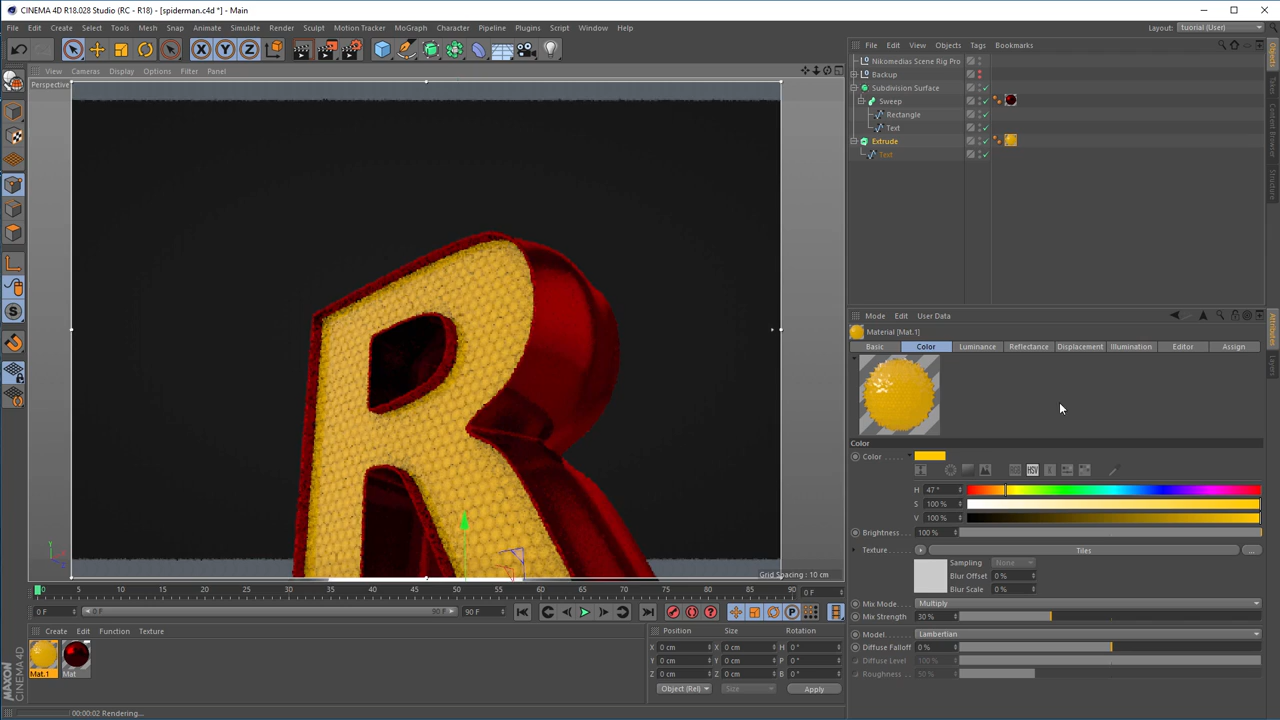 CINEMA 4D R18.028 Studio (RC - R18) - [spiderman.c4d *] - Main
File Edit Create Select Tools Mesh Snap Animate Simulate Render Sculpt Motion Tracker MoGraph Character Pipeline Plugins Script Window Help
Layout: tuorial (User)
File Edit View Objects Tags Bookmarks
View Cameras Display Options Filter Panel
Perspective
Nikomedias Scene Rig Pro
Backup
Subdivision Surface
Sweep
Rectangle
Text
Extrude
Text
Objects
Takes
Content Browser
Structure
R
Grid Spacing : 10 cm
Mode Edit User Data
Material [Mat.1]
Basic Color Luminance Reflectance Displacement Illumination Editor Assign
Attributes
Layers
Color
Color
H 47 °
S 100 %
V 100 %
Brightness 100 %
Texture Tiles ...
Sampling None
Blur Offset 0 %
Blur Scale 0 %
Mix Mode Multiply
Mix Strength 30 %
Model Lambertian
Diffuse Falloff 0 %
Diffuse Level 100 %
Roughness 50 %
0 5 10 15 20 25 30 35 40 45 50 55 60 65 70 75 80 85 90 0 F
0 F 0 F 90 F 90 F
Create Edit Function Texture
Mat.1 Mat
Position Size Rotation
X 0 cm X 0 cm H 0 °
Y 0 cm Y 0 cm P 0 °
Z 0 cm Z 0 cm B 0 °
Object (Rel) Size Apply
MAXON CINEMA 4D
00:00:02 Rendering...